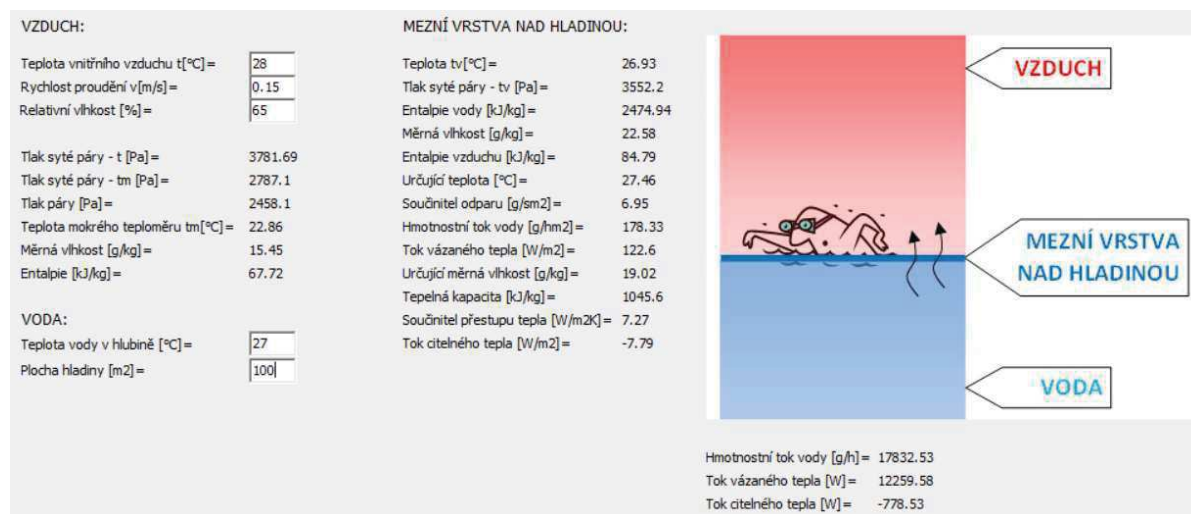 VZDUCH:
Teplota vnitřního vzduchu t[°C]= 28
Rychlost proudění v[m/s]= 0.15
Relativní vlhkost [%]= 65
Tlak syté páry - t [Pa]= 3781.69
Tlak syté páry - tm [Pa]= 2787.1
Tlak páry [Pa]= 2458.1
Teplota mokrého teploměru tm[°C]= 22.86
Měrná vlhkost [g/kg]= 15.45
Entalpie [kJ/kg]= 67.72
VODA:
Teplota vody v hlubině [°C]= 27
Plocha hladiny [m2]= 100
MEZNÍ VRSTVA NAD HLADINOU:
Teplota tv[°C]= 26.93
Tlak syté páry - tv [Pa]= 3552.2
Entalpie vody [kJ/kg]= 2474.94
Měrná vlhkost [g/kg]= 22.58
Entalpie vzduchu [kJ/kg]= 84.79
Určující teplota [°C]= 27.46
Součinitel odparu [g/sm2]= 6.95
Hmotnostní tok vody [g/hm2]= 178.33
Tok vázaného tepla [W/m2]= 122.6
Určující měrná vlhkost [g/kg]= 19.02
Tepelná kapacita [kJ/kg]= 1045.6
Součinitel přestupu tepla [W/m2K]= 7.27
Tok citelného tepla [W/m2]= -7.79
VZDUCH
MEZNÍ VRSTVA
NAD HLADINOU
VODA
Hmotnostní tok vody [g/h]= 17832.53
Tok vázaného tepla [W]= 12259.58
Tok citelného tepla [W]= -778.53